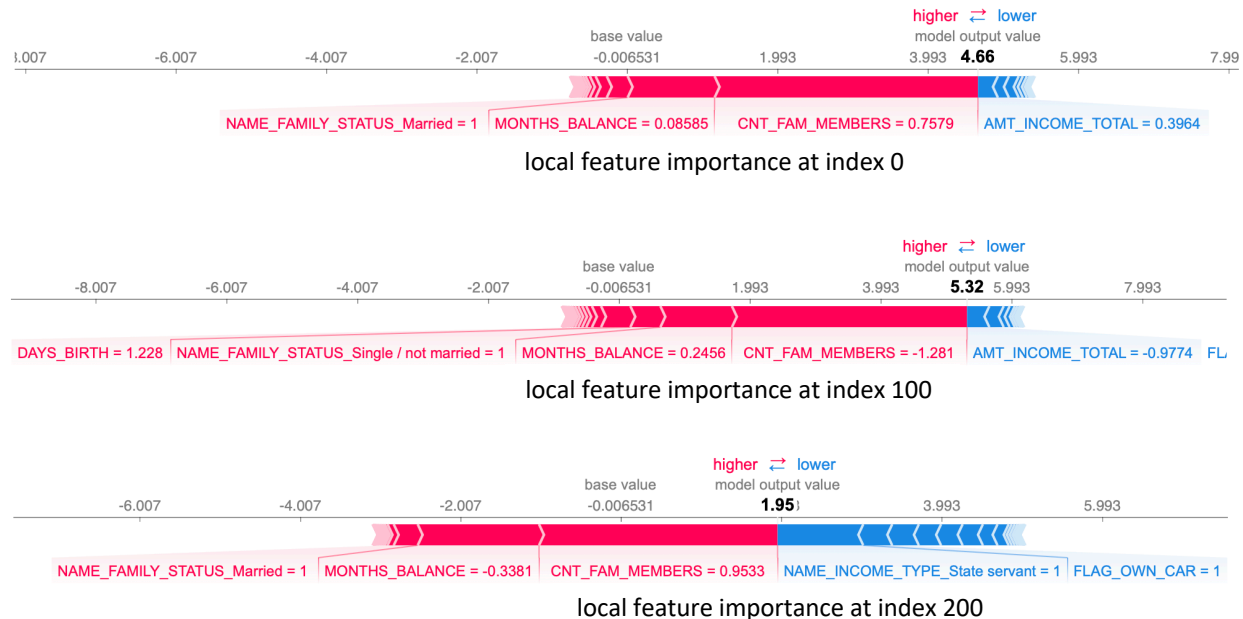 higher ⇄ lower
base value model output value
3.007 -6.007 -4.007 -2.007 -0.006531 1.993 3.993 4.66 5.993 7.99
NAME_FAMILY_STATUS_Married = 1 MONTHS_BALANCE = 0.08585 CNT_FAM_MEMBERS = 0.7579 AMT_INCOME_TOTAL = 0.3964
local feature importance at index 0
higher ⇄ lower
base value model output value
-8.007 -6.007 -4.007 -2.007 -0.006531 1.993 3.993 5.32 5.993 7.993
DAYS_BIRTH = 1.228 NAME_FAMILY_STATUS_Single / not married = 1 MONTHS_BALANCE = 0.2456 CNT_FAM_MEMBERS = -1.281 AMT_INCOME_TOTAL = -0.9774 FL
local feature importance at index 100
higher ⇄ lower
base value model output value
-6.007 -4.007 -2.007 -0.006531 1.95 3.993 5.993
NAME_FAMILY_STATUS_Married = 1 MONTHS_BALANCE = -0.3381 CNT_FAM_MEMBERS = 0.9533 NAME_INCOME_TYPE_State servant = 1 FLAG_OWN_CAR = 1
local feature importance at index 200